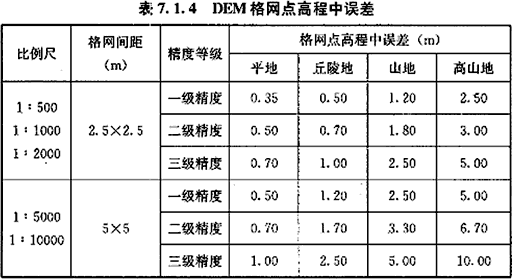 表 7.1.4 DEM 格网点高程中误差
比例尺 格网间距（m） 精度等级 格网点高程中误差（m）
平地 丘陵地 山地 高山地
1：500
1：1000
1：2000
2.5×2.5
一级精度 0.35 0.50 1.20 2.50
二级精度 0.50 0.70 1.80 3.00
三级精度 0.70 1.00 2.50 5.00
1：5000
1：10000
5×5
一级精度 0.50 1.20 2.50 5.00
二级精度 0.70 1.70 3.30 6.70
三级精度 1.00 2.50 5.00 10.00